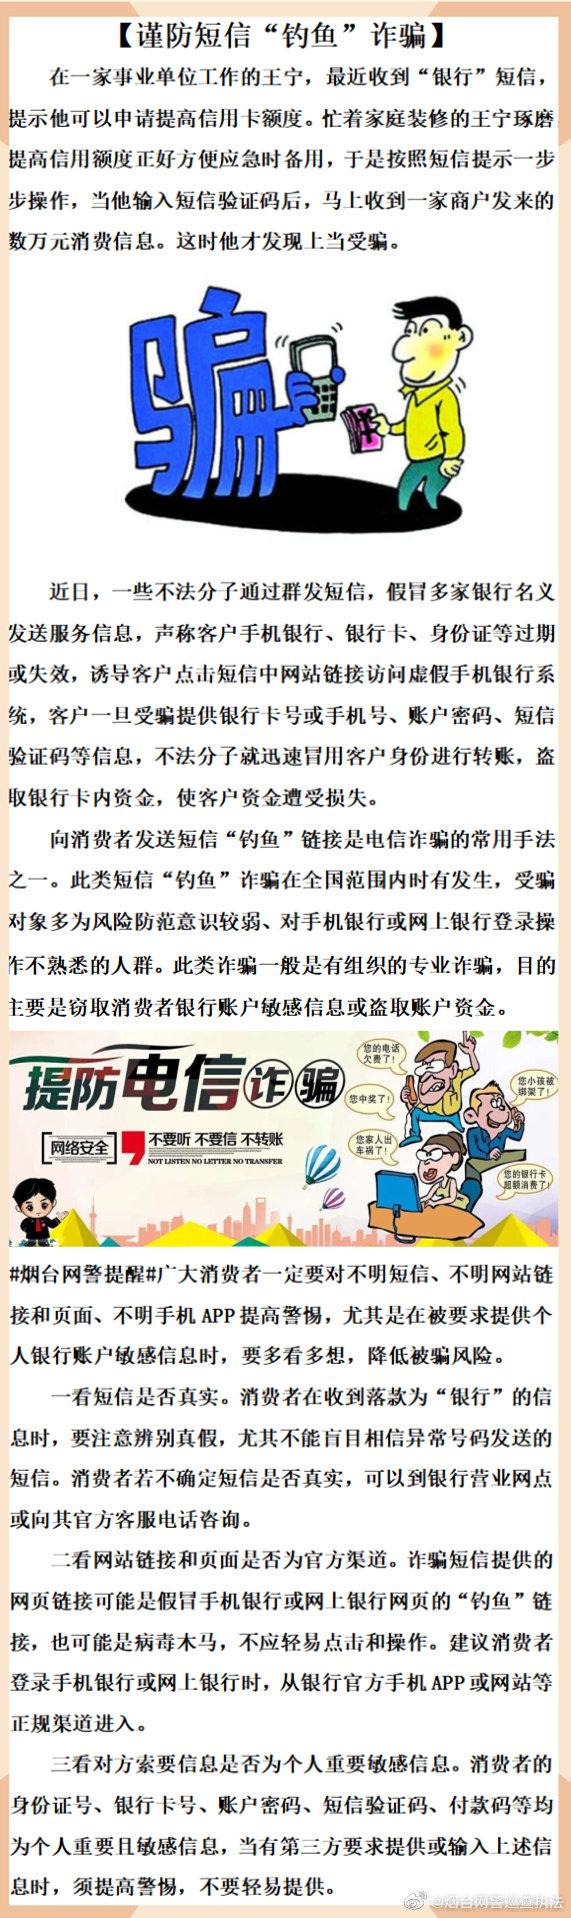 【谨防短信“钓鱼”诈骗】
在一家事业单位工作的王宁，最近收到“银行”短信，
提示他可以申请提高信用卡额度。忙着家庭装修的王宁琢磨
提高信用额度正好方便应急时备用，于是按照短信提示一步
步操作，当他输入短信验证码后，马上收到一家商户发来的
数万元消费信息。这时他才发现上当受骗。
骗
近日，一些不法分子通过群发短信，假冒多家银行名义
发送服务信息，声称客户手机银行、银行卡、身份证等过期
或失效，诱导客户点击短信中网站链接访问虚假手机银行系
统，客户一旦受骗提供银行卡号或手机号、账户密码、短信
验证码等信息，不法分子就迅速冒用客户身份进行转账，盗
取银行卡内资金，使客户资金遭受损失。
向消费者发送短信“钓鱼”链接是电信诈骗的常用手法
之一。此类短信“钓鱼”诈骗在全国范围内时有发生，受骗
对象多为风险防范意识较弱、对手机银行或网上银行登录操
作不熟悉的人群。此类诈骗一般是有组织的专业诈骗，目的
主要是窃取消费者银行账户敏感信息或盗取账户资金。
提防电信诈骗
网络安全
不要听 不要信 不转账
NOT LISTEN NO LETTER NO TRANSFER
您的电话
欠费了！
您中奖了！
您小孩被
绑架了！
您家人出
车祸了！
您的银行卡
超额消费了！
#烟台网警提醒#广大消费者一定要对不明短信、不明网站链
接和页面、不明手机 APP 提高警惕，尤其是在被要求提供个
人银行账户敏感信息时，要多看多想，降低被骗风险。
一看短信是否真实。消费者在收到落款为“银行”的信
息时，要注意辨别真假，尤其不能盲目相信异常号码发送的
短信。消费者若不确定短信是否真实，可以到银行营业网点
或向其官方客服电话咨询。
二看网站链接和页面是否为官方渠道。诈骗短信提供的
网页链接可能是假冒手机银行或网上银行网页的“钓鱼”链
接，也可能是病毒木马，不应轻易点击和操作。建议消费者
登录手机银行或网上银行时，从银行官方手机 APP 或网站等
正规渠道进入。
三看对方索要信息是否为个人重要敏感信息。消费者的
身份证号、银行卡号、账户密码、短信验证码、付款码等均
为个人重要且敏感信息，当有第三方要求提供或输入上述信
息时，须提高警惕，不要轻易提供。
@烟台网警巡查执法